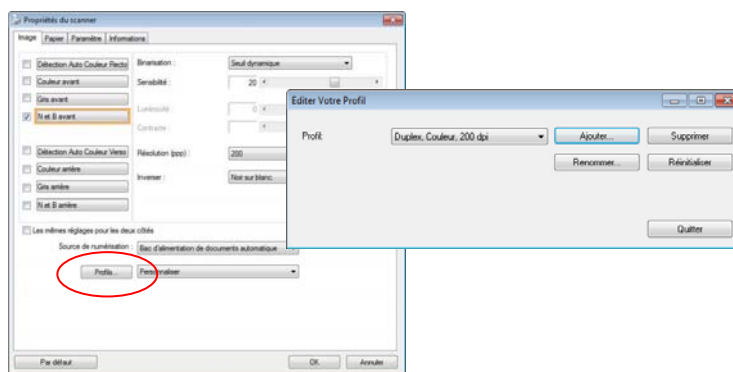 Propriétés du scanner
Image Papier Paramètre Informations
Détection Auto Couleur Recto Binarisation : Seuil dynamique
Couleur avant Sensibilité : 20
Gris avant Luminosité : 0
N et B avant Contraste :
Détection Auto Couleur Verso Résolution (ppp) : 200
Couleur arrière Inverser : Noir sur blanc
Gris arrière
N et B arrière
Les mêmes réglages pour les deux côtés
Source de numérisation : Bac d'alimentation de documents automatique
Profils... Personnaliser
Par défaut OK Annuler
Editer Votre Profil
Profil: Duplex, Couleur, 200 dpi Ajouter... Supprimer
Renommer... Réinitialiser
Quitter